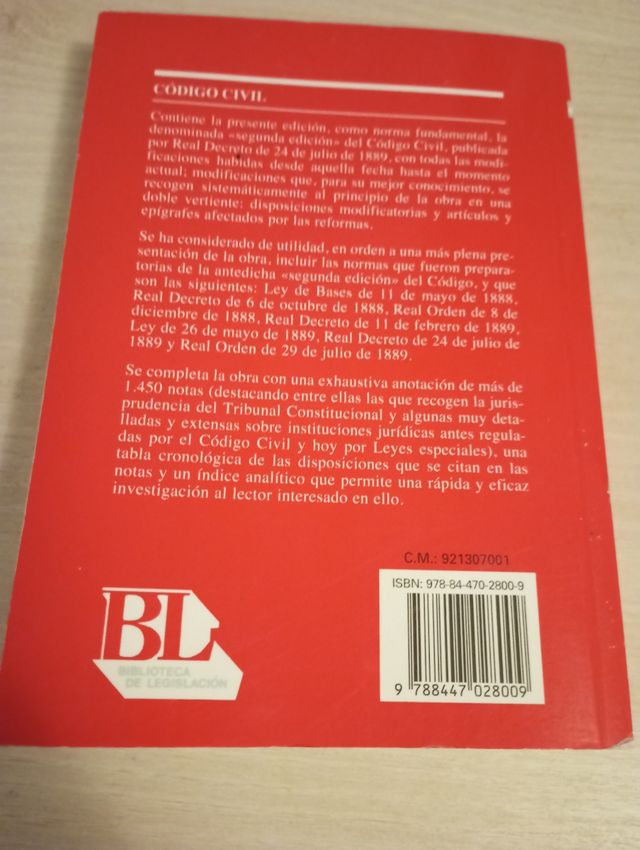 CÓDIGO CIVIL
Contiene la presente edición, como norma fundamental, la
denominada «segunda edición» del Código Civil, publicada
por Real Decreto de 24 de julio de 1889, con todas las modi-
ficaciones habidas desde aquella fecha hasta el momento
actual; modificaciones que, para su mejor conocimiento, se
recogen sistemáticamente al principio de la obra en una
doble vertiente: disposiciones modificatorias y artículos y
epígrafes afectados por las reformas.
Se ha considerado de utilidad, en orden a una más plena pre-
sentación de la obra, incluir las normas que fueron prepara-
torias de la antedicha «segunda edición» del Código, y que
son las siguientes: Ley de Bases de 11 de mayo de 1888,
Real Decreto de 6 de octubre de 1888, Real Orden de 8 de
diciembre de 1888, Real Decreto de 11 de febrero de 1889,
Ley de 26 de mayo de 1889, Real Decreto de 24 de julio de
1889 y Real Orden de 29 de julio de 1889.
Se completa la obra con una exhaustiva anotación de más de
1.450 notas (destacando entre ellas las que recogen la juris-
prudencia del Tribunal Constitucional y algunas muy deta-
lladas y extensas sobre instituciones jurídicas antes regula-
das por el Código Civil y hoy por Leyes especiales), una
tabla cronológica de las disposiciones que se citan en las
notas y un índice analítico que permite una rápida y eficaz
investigación al lector interesado en ello.
C.M.: 921307001
ISBN: 978-84-470-2800-9
9 788447 028009
BL
BIBLIOTECA
DE LEGISLACIÓN